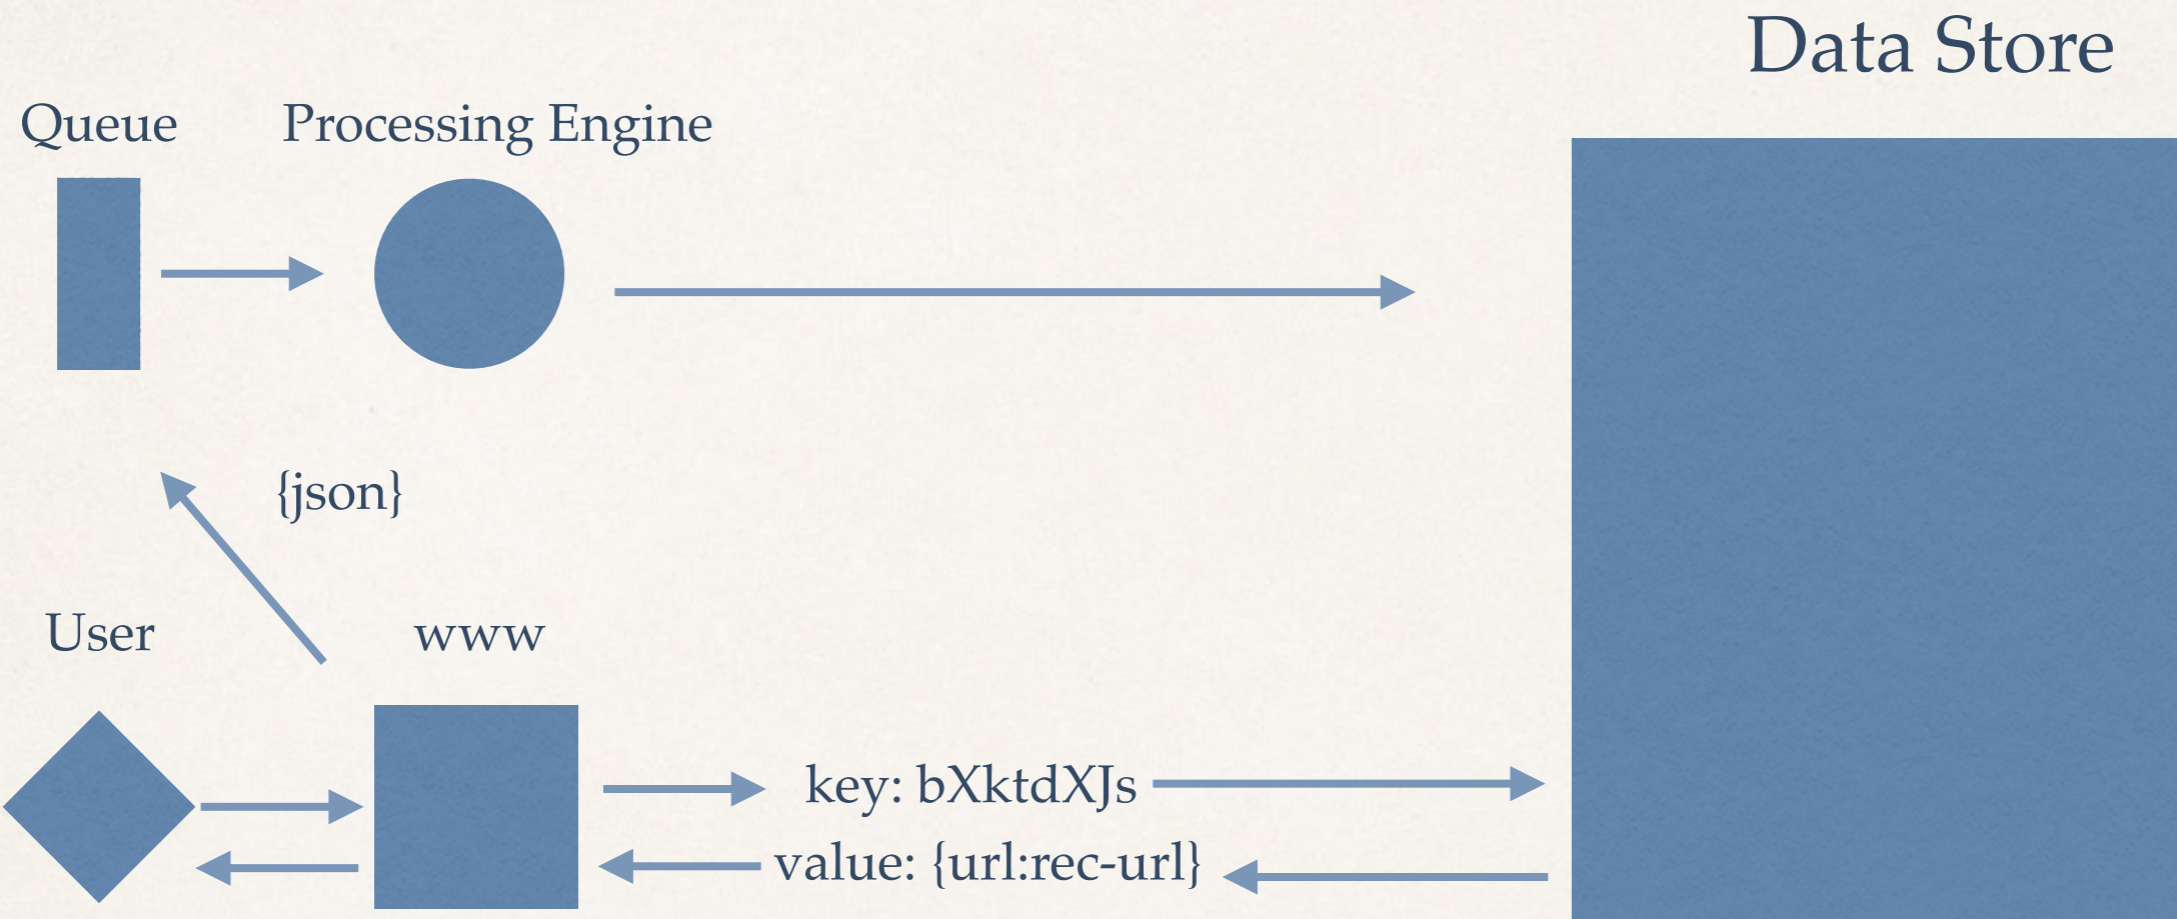 Data Store
Queue
Processing Engine
{json}
User
www
key: bXktdXJs
value: {url:rec-url}